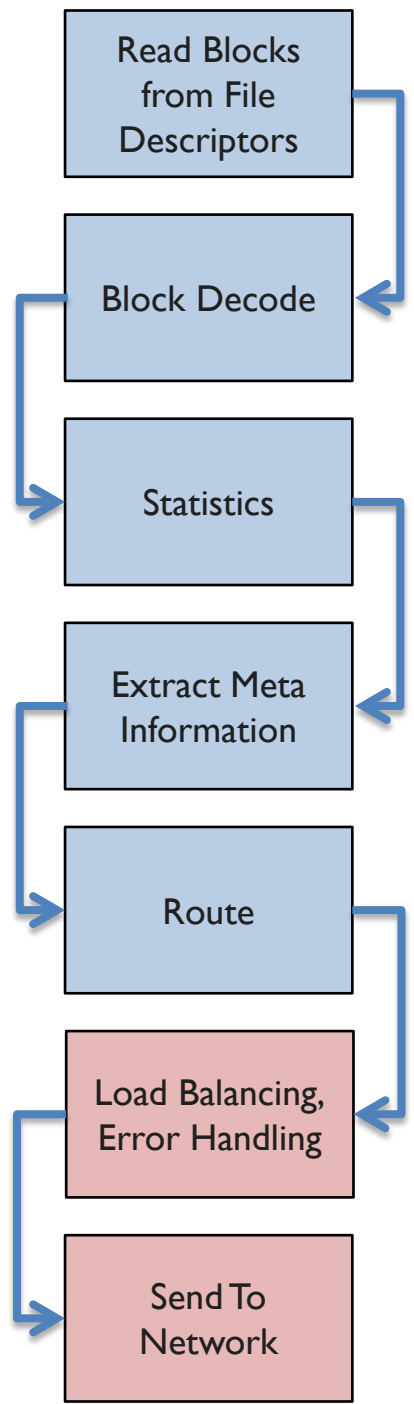 Read Blocks
from File
Descriptors
Block Decode
Statistics
Extract Meta
Information
Route
Load Balancing,
Error Handling
Send To
Network